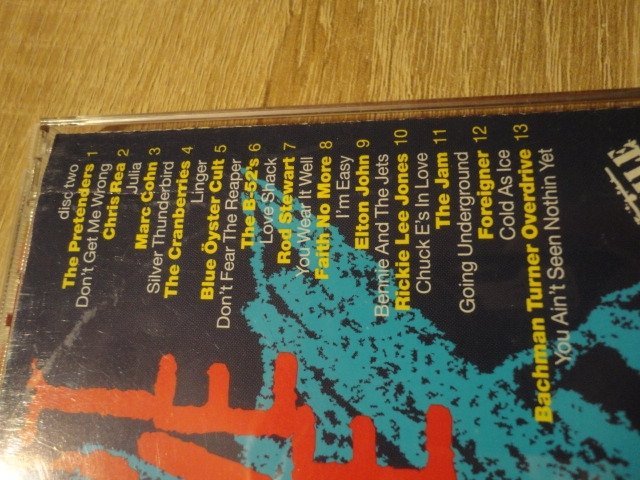 disc two
The Pretenders 1
Don't Get Me Wrong
Chris Rea 2
Julia
Marc Cohn 3
Silver Thunderbird
The Cranberries 4
Linger
Blue Öyster Cult 5
Don't Fear The Reaper
The B-52's 6
Love Shack
Rod Stewart 7
You Wear It Well
Faith No More 8
I'm Easy
Elton John 9
Bennie And The Jets
Rickie Lee Jones 10
Chuck E's In Love
The Jam 11
Going Underground
Foreigner 12
Cold As Ice
Bachman Turner Overdrive 13
You Ain't Seen Nothin Yet